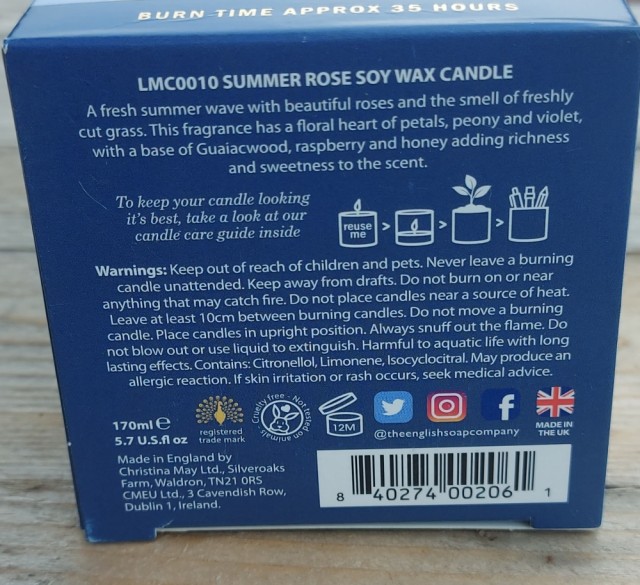 BURN TIME APPROX 35 HOURS
LMC0010 SUMMER ROSE SOY WAX CANDLE
A fresh summer wave with beautiful roses and the smell of freshly
cut grass. This fragrance has a floral heart of petals, peony and violet,
with a base of Guaiacwood, raspberry and honey adding richness
and sweetness to the scent.
To keep your candle looking
it's best, take a look at our
candle care guide inside
reuse
me
Warnings: Keep out of reach of children and pets. Never leave a burning
candle unattended. Keep away from drafts. Do not burn on or near
anything that may catch fire. Do not place candles near a source of heat.
Leave at least 10cm between burning candles. Do not move a burning
candle. Place candles in upright position. Always snuff out the flame. Do
not blow out or use liquid to extinguish. Harmful to aquatic life with long
lasting effects. Contains: Citronellol, Limonene, Isocyclocitral. May produce an
allergic reaction. If skin irritation or rash occurs, seek medical advice.
170ml e
5.7 U.S.fl oz
registered
trade mark
Cruelty free - Not tested on animals
12M
@theenglishsoapcompany
MADE IN
THE UK
Made in England by
Christina May Ltd., Silveroaks
Farm, Waldron, TN21 0RS
CMEU Ltd., 3 Cavendish Row,
Dublin 1, Ireland.
8 40274 00206 1